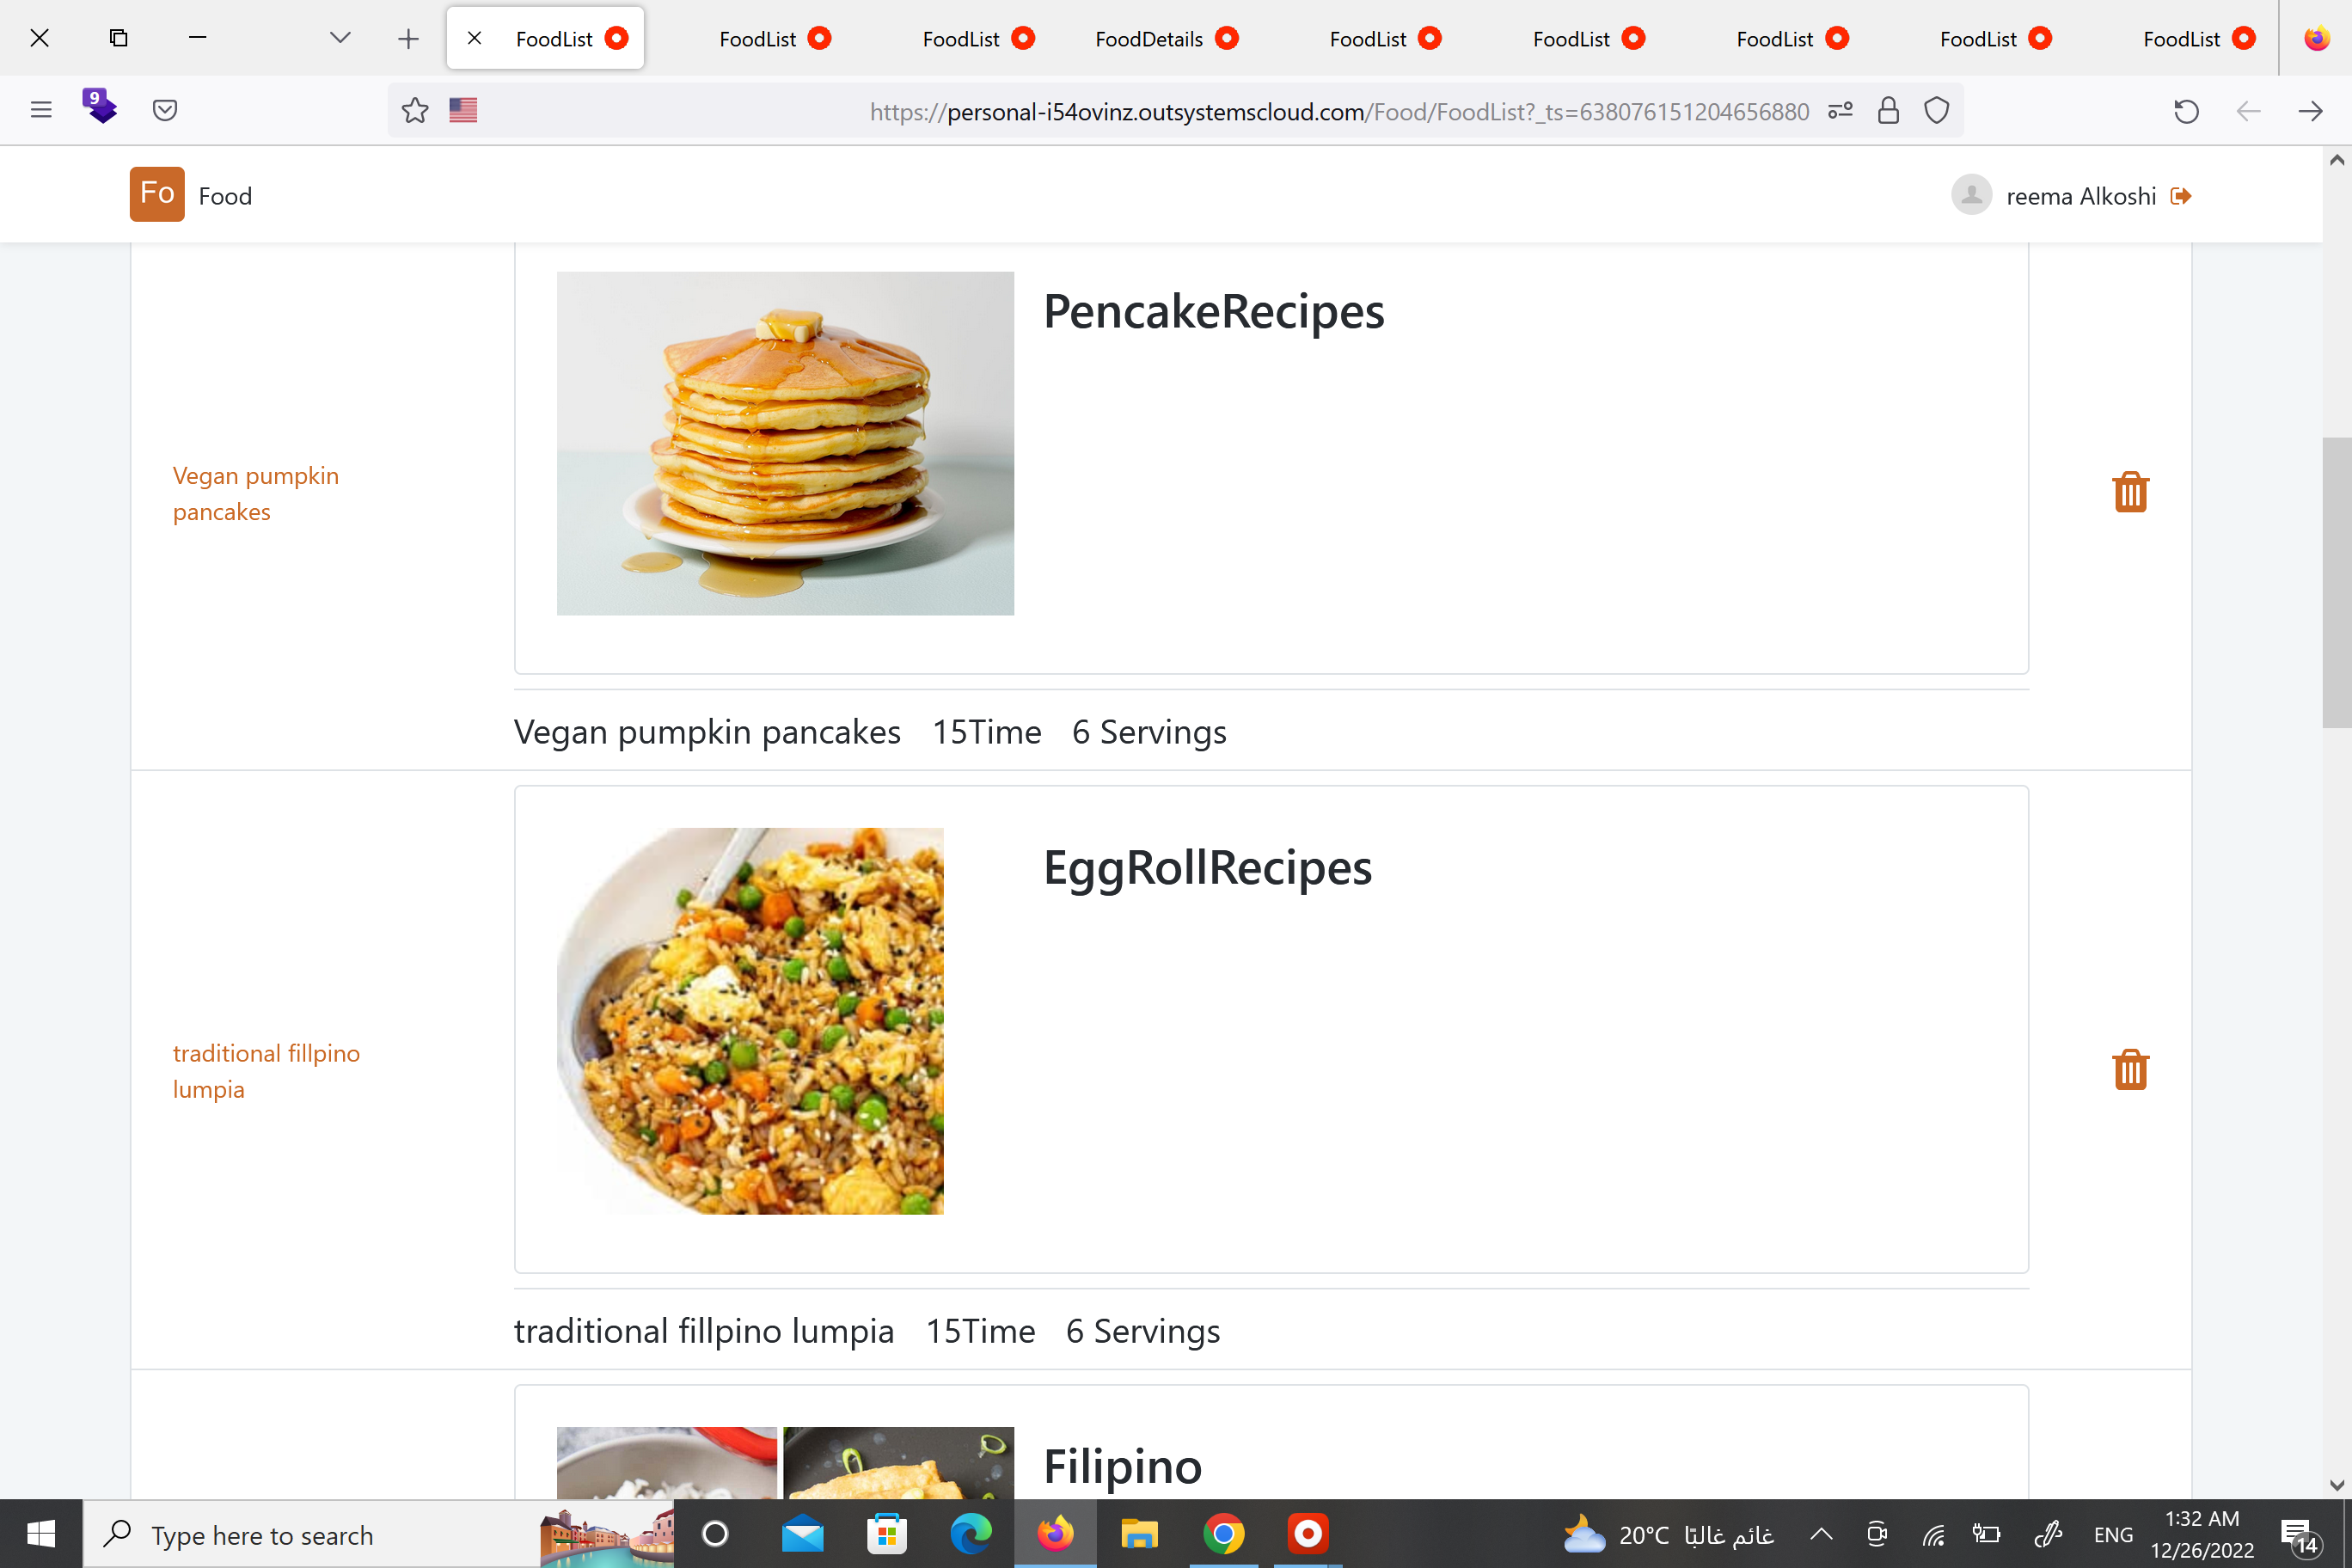 FoodList
FoodList
FoodList
FoodDetails
FoodList
FoodList
FoodList
FoodList
FoodList
9
https://personal-i54ovinz.outsystemscloud.com/Food/FoodList?_ts=638076151204656880
Fo
Food
reema Alkoshi
PencakeRecipes
Vegan pumpkin
pancakes
Vegan pumpkin pancakes 15Time 6 Servings
EggRollRecipes
traditional fillpino
lumpia
traditional fillpino lumpia 15Time 6 Servings
Filipino
Type here to search
20°C غائم غالبًا
ENG
1:32 AM
12/26/2022
14